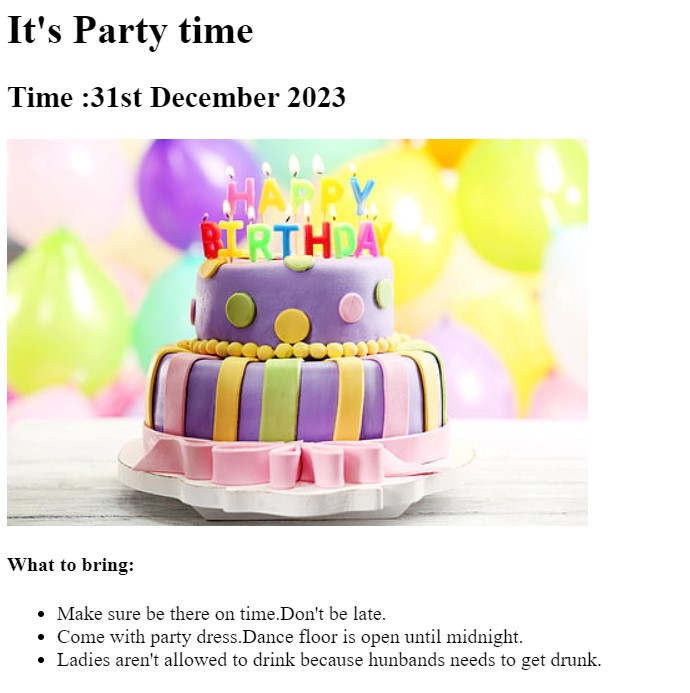 It's Party time
Time :31st December 2023
HAPPY
BIRTHDAY
What to bring:
Make sure be there on time.Don't be late.
Come with party dress.Dance floor is open until midnight.
Ladies aren't allowed to drink because hunbands needs to get drunk.